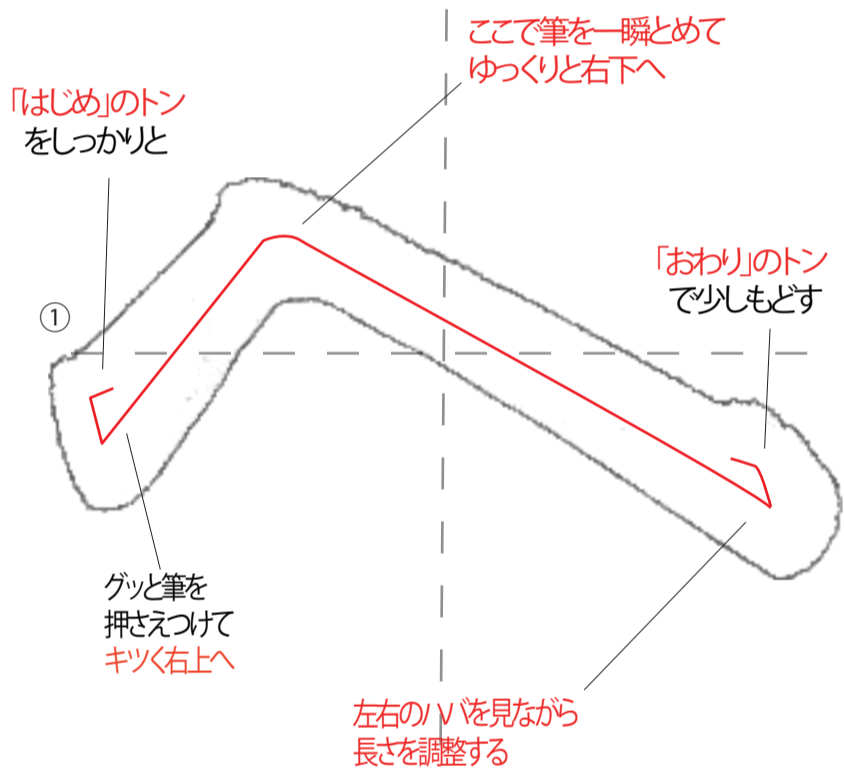 ここで筆を一瞬とめて
ゆっくりと右下へ
「はじめ」のトン
をしっかりと
「おわり」のトン
で少しもどす
①
グッと筆を
押さえつけて
キツく右上へ
左右のハバを見ながら
長さを調整する